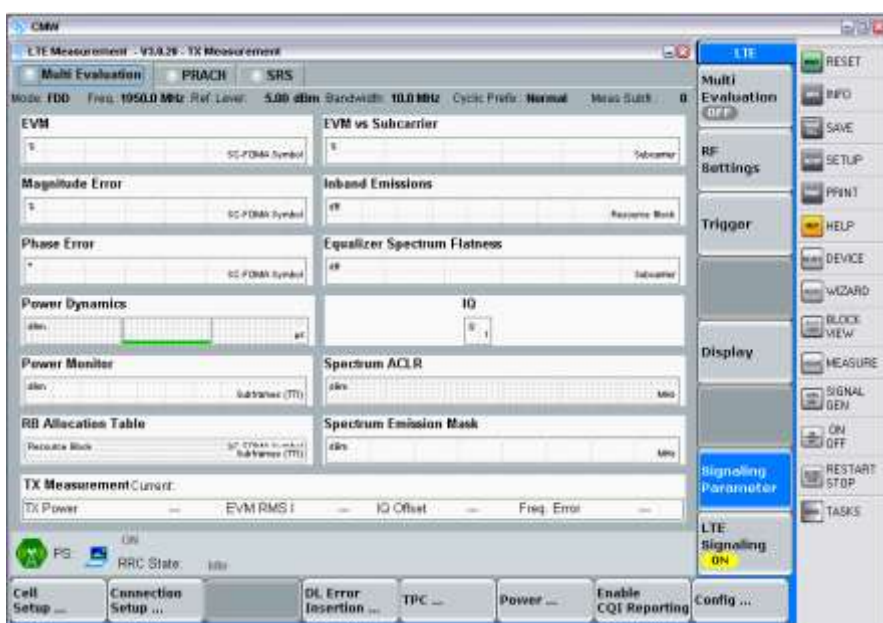 CMW
LTE Measurement - V3.0.20 - TX Measurement
Multi Evaluation PRACH SRS
Mode: FDD Freq: 1950.0 MHz Ref. Level: 5.00 dBm Bandwidth: 10.0 MHz Cyclic Prefix: Normal Meas Subfr.: 0
EVM
%
SC-FDMA Symbol
EVM vs Subcarrier
%
Subcarrier
Magnitude Error
%
SC-FDMA Symbol
Inband Emissions
dB
Resource Block
Phase Error
°
SC-FDMA Symbol
Equalizer Spectrum Flatness
dB
Subcarrier
Power Dynamics
dBm
µs
IQ
Q
I
Power Monitor
dBm
Subframes (TTI)
Spectrum ACLR
dBm
MHz
RB Allocation Table
Resource Block
Subframes (TTI)
Spectrum Emission Mask
dBm
MHz
TX Measurement Current:
TX Power --- EVM RMS l --- IQ Offset --- Freq. Error ---
PS: ON
RRC State: Idle
Cell Setup ...
Connection Setup ...
DL Error Insertion ...
TPC ...
Power ...
Enable CQI Reporting
Config ...
LTE
Multi Evaluation
OFF
RF Settings
Trigger
Display
Signaling Parameter
LTE Signaling
ON
RESET
INFO
SAVE
SETUP
PRINT
HELP
DEVICE
WIZARD
BLOCK VIEW
MEASURE
SIGNAL GEN
ON OFF
RESTART STOP
TASKS